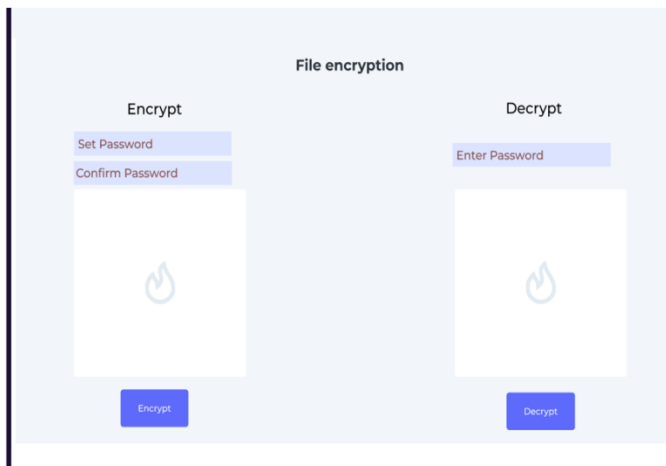 File encryption
Encrypt
Set Password
Confirm Password
Encrypt
Decrypt
Enter Password
Decrypt